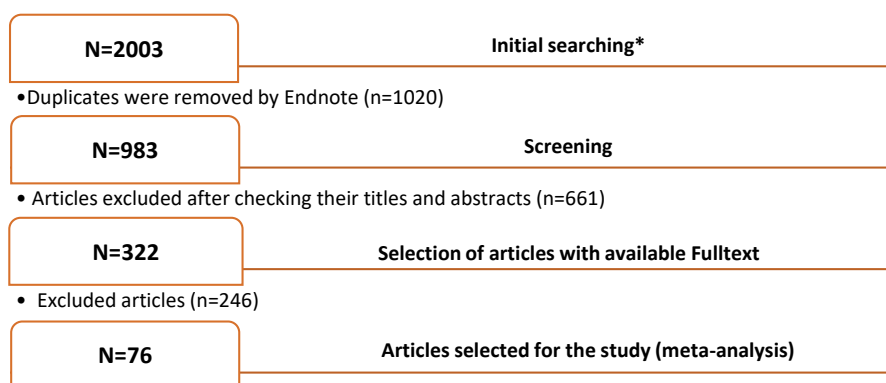 N=2003 Initial searching*
•Duplicates were removed by Endnote (n=1020)
N=983 Screening
• Articles excluded after checking their titles and abstracts (n=661)
N=322 Selection of articles with available Fulltext
• Excluded articles (n=246)
N=76 Articles selected for the study (meta-analysis)